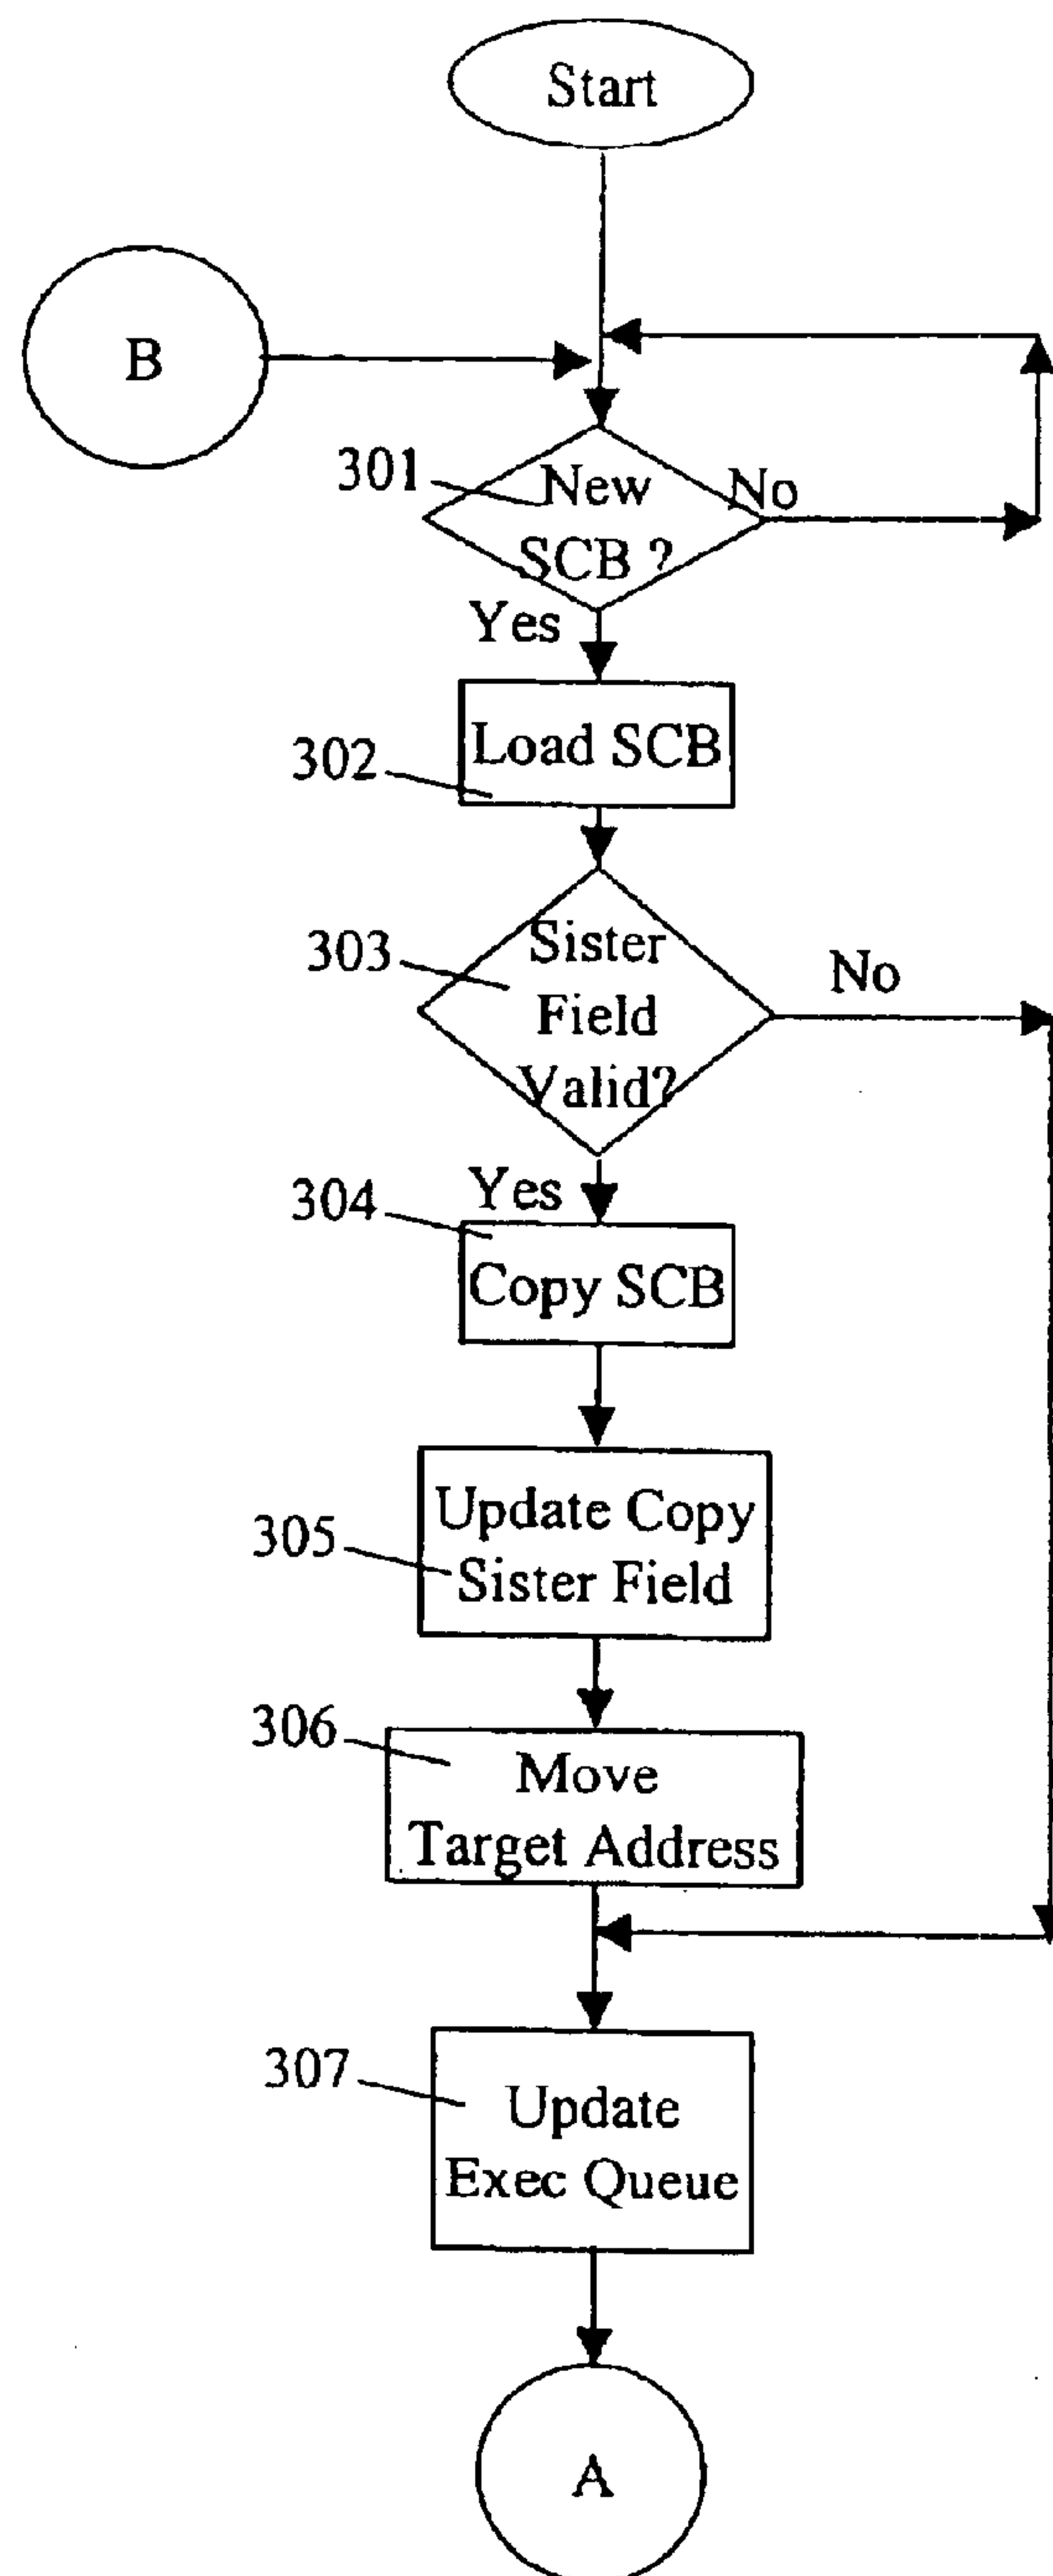 Start
B
301
New
SCB ?
No
Yes
Load SCB
302
303
Sister
Field
Valid?
No
Yes
304
Copy SCB
305
Update Copy
Sister Field
306
Move
Target Address
307
Update
Exec Queue
A